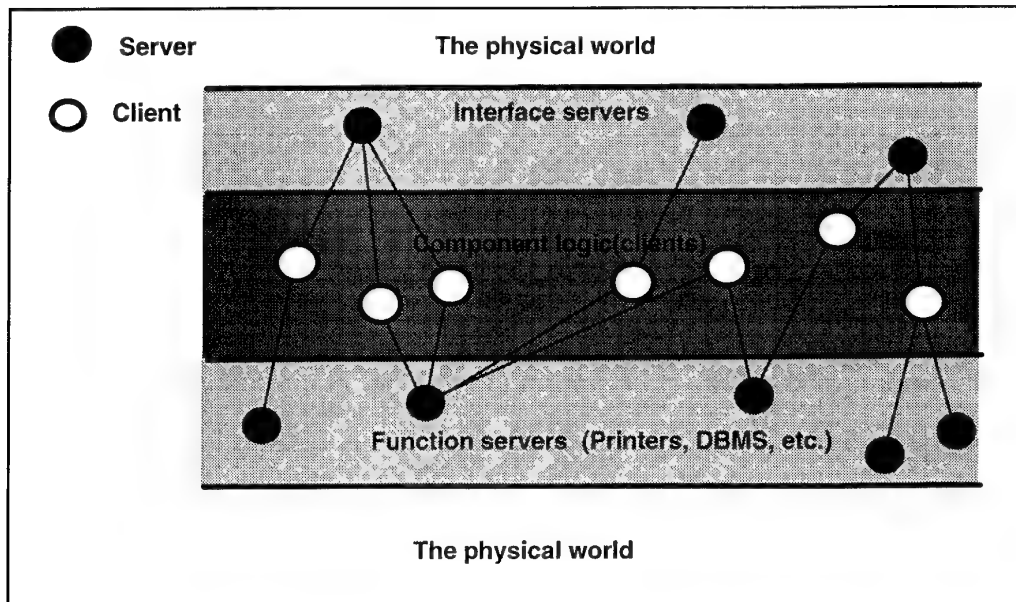 Server
The physical world
Client
Interface servers
Component logic(clients)
Function servers (Printers, DBMS, etc.)
The physical world